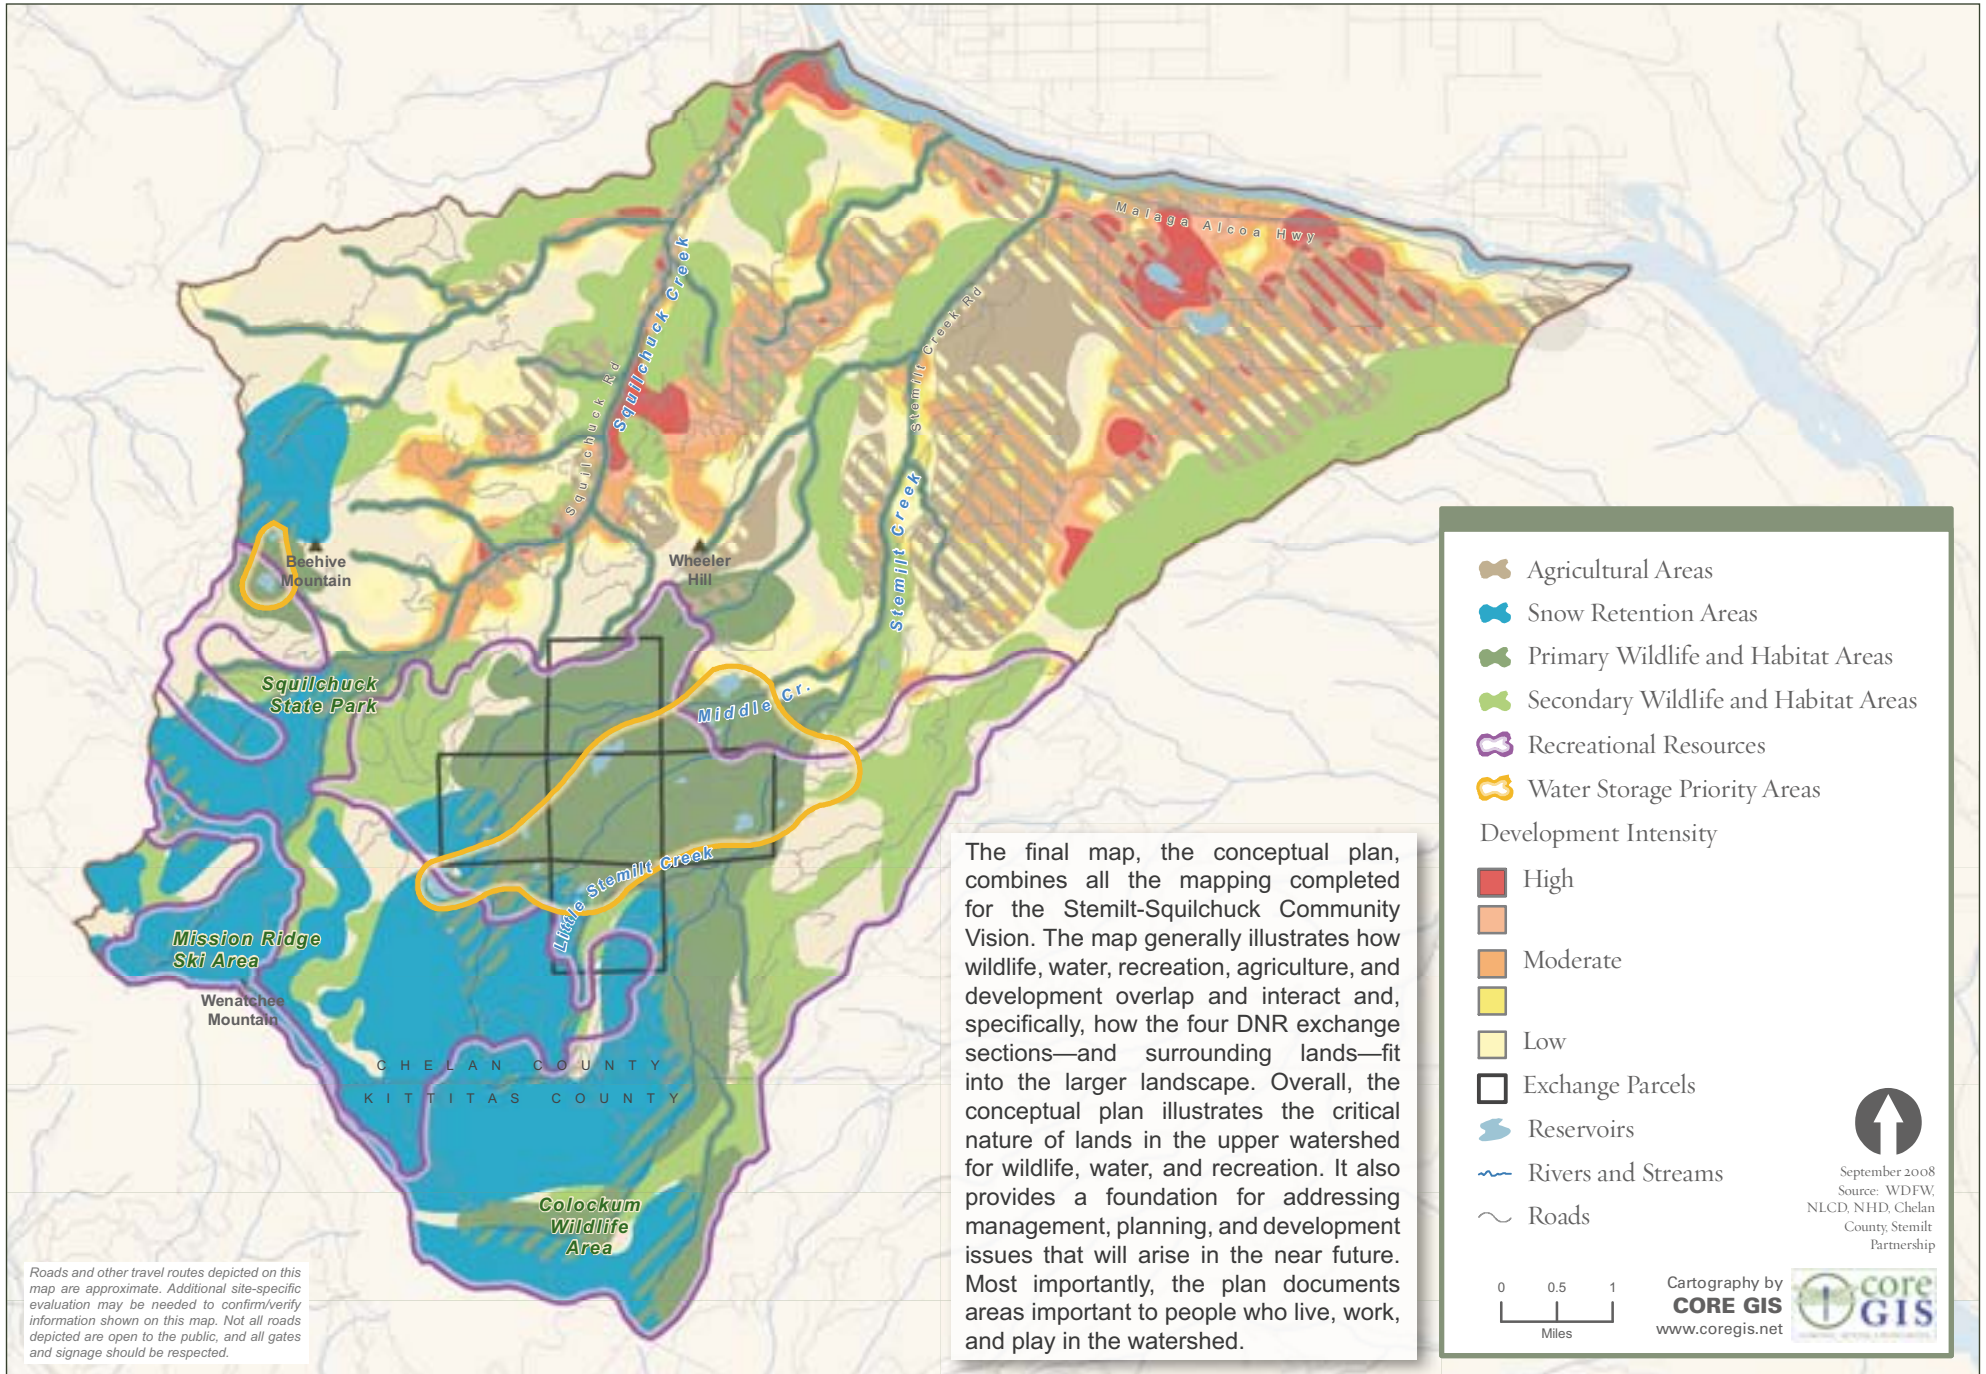 Malaga Alcoa Hwy
Squilchuck Creek
Squilchuck Rd
Stemilt Creek Rd
Stemilt Creek
Beehive
Mountain
Wheeler
Hill
Squilchuck
State Park
Middle Cr.
Little Stemilt Creek
Mission Ridge
Ski Area
Wenatchee
Mountain
CHELAN COUNTY
KITTITAS COUNTY
Colockum
Wildlife
Area
Roads and other travel routes depicted on this
map are approximate. Additional site-specific
evaluation may be needed to confirm/verify
information shown on this map. Not all roads
depicted are open to the public, and all gates
and signage should be respected.
The final map, the conceptual plan,
combines all the mapping completed
for the Stemilt-Squilchuck Community
Vision. The map generally illustrates how
wildlife, water, recreation, agriculture, and
development overlap and interact and,
specifically, how the four DNR exchange
sections—and surrounding lands—fit
into the larger landscape. Overall, the
conceptual plan illustrates the critical
nature of lands in the upper watershed
for wildlife, water, and recreation. It also
provides a foundation for addressing
management, planning, and development
issues that will arise in the near future.
Most importantly, the plan documents
areas important to people who live, work,
and play in the watershed.
Agricultural Areas
Snow Retention Areas
Primary Wildlife and Habitat Areas
Secondary Wildlife and Habitat Areas
Recreational Resources
Water Storage Priority Areas
Development Intensity
High
Moderate
Low
Exchange Parcels
Reservoirs
Rivers and Streams
Roads
September 2008
Source: WDFW,
NLCD, NHD, Chelan
County, Stemilt
Partnership
0 0.5 1
Miles
Cartography by
CORE GIS
www.coregis.net
core
GIS